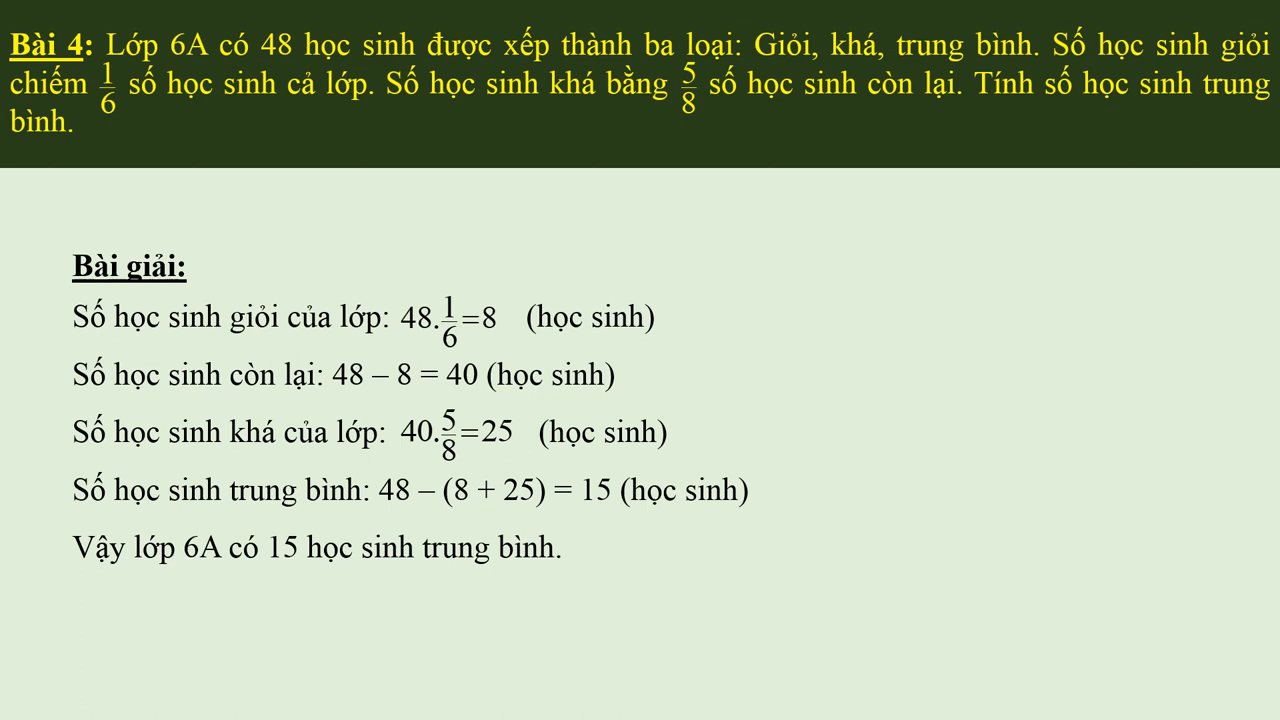 Bài 4: Lớp 6A có 48 học sinh được xếp thành ba loại: Giỏi, khá, trung bình. Số học sinh giỏi
chiếm 1/6 số học sinh cả lớp. Số học sinh khá bằng 5/8 số học sinh còn lại. Tính số học sinh trung
bình.
Bài giải:
Số học sinh giỏi của lớp: 48.1/6=8 (học sinh)
Số học sinh còn lại: 48 – 8 = 40 (học sinh)
Số học sinh khá của lớp: 40.5/8=25 (học sinh)
Số học sinh trung bình: 48 – (8 + 25) = 15 (học sinh)
Vậy lớp 6A có 15 học sinh trung bình.